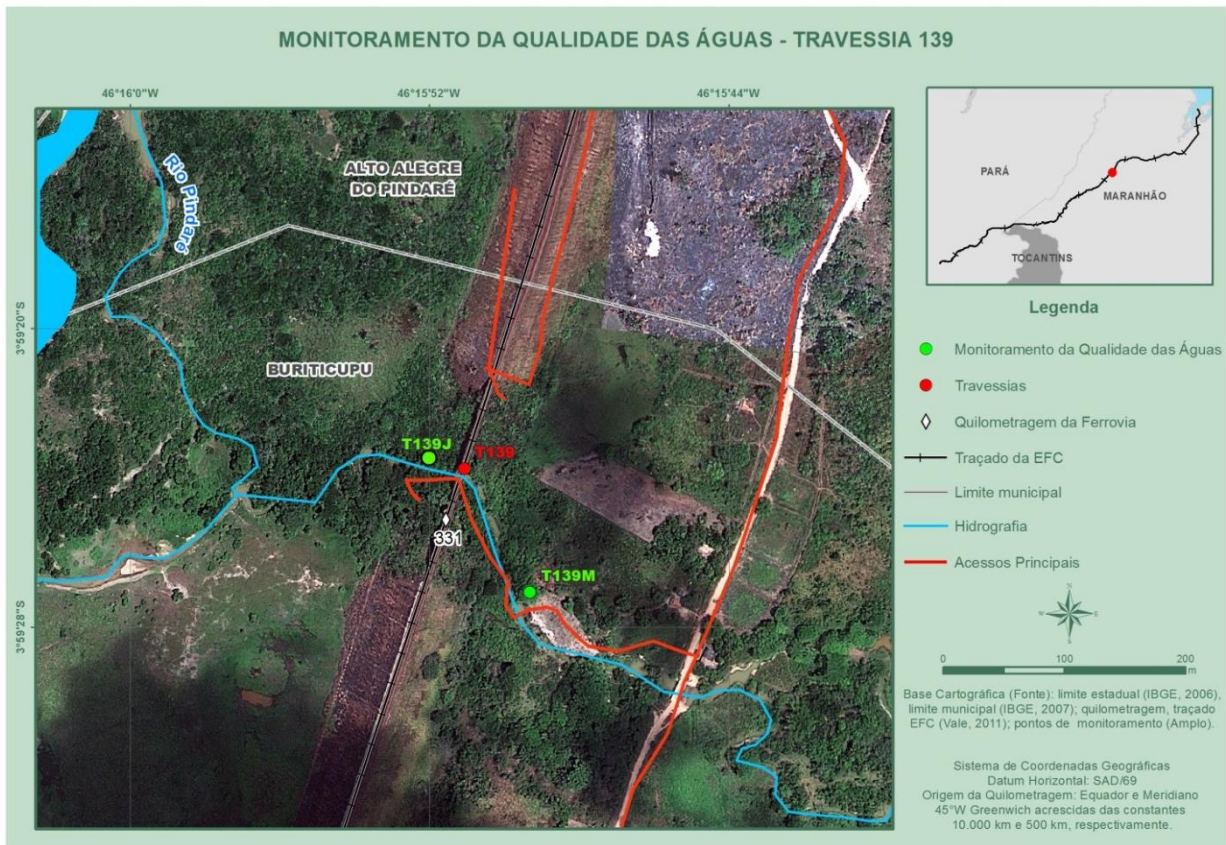 MONITORAMENTO DA QUALIDADE DAS ÁGUAS - TRAVESSIA 139
46°16'0"W
46°15'52"W
46°15'44"W
3°59'20"S
3°59'28"S
Rio Pindaré
ALTO ALEGRE
DO PINDARÉ
BURITICUPU
T139J
T139
331
T139M
PARÁ
MARANHÃO
TOCANTINS
Legenda
Monitoramento da Qualidade das Águas
Travessias
Quilometragem da Ferrovia
Traçado da EFC
Limite municipal
Hidrografia
Acessos Principais
N
W
E
S
0
100
200
m
Base Cartográfica (Fonte): limite estadual (IBGE, 2006),
limite municipal (IBGE, 2007); quilometragem, traçado
EFC (Vale, 2011); pontos de monitoramento (Amplo).
Sistema de Coordenadas Geográficas
Datum Horizontal: SAD/69
Origem da Quilometragem: Equador e Meridiano
45°W Greenwich acrescidas das constantes
10.000 km e 500 km, respectivamente.